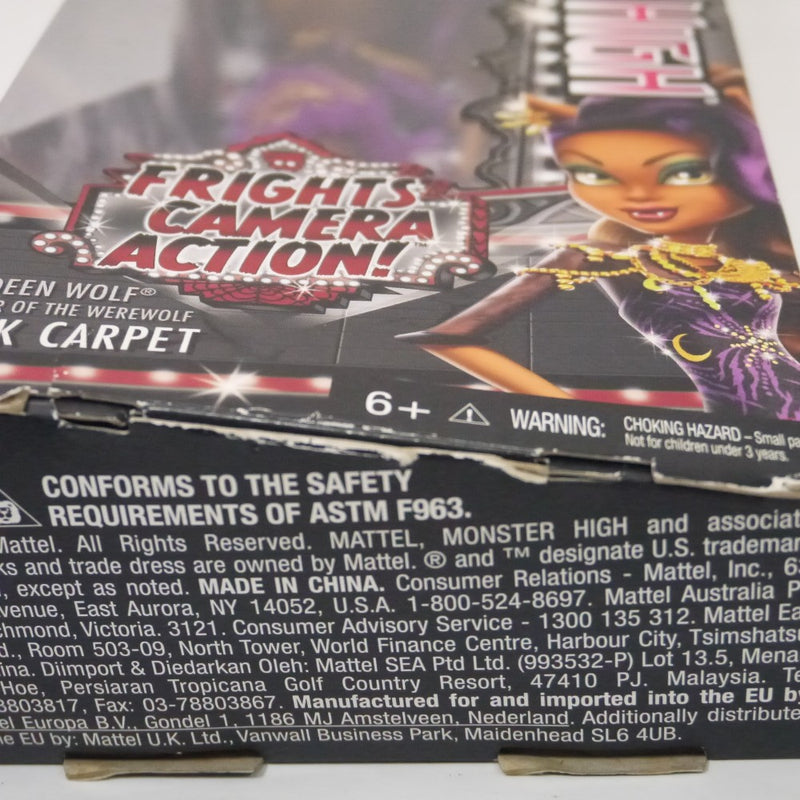 HIGH
FRIGHTS
CAMERA
ACTION!
DEEN WOLF®
R OF THE WEREWOLF
K CARPET
6+ ⚠ WARNING: CHOKING HAZARD – Small pa
Not for children under 3 years.
CONFORMS TO THE SAFETY
REQUIREMENTS OF ASTM F963.
Mattel. All Rights Reserved. MATTEL, MONSTER HIGH and associat
ks and trade dress are owned by Mattel. ® and ™ designate U.S. trademar
, except as noted. MADE IN CHINA. Consumer Relations - Mattel, Inc., 63
venue, East Aurora, NY 14052, U.S.A. 1-800-524-8697. Mattel Australia P
chmond, Victoria. 3121. Consumer Advisory Service - 1300 135 312. Mattel Ea
d., Room 503-09, North Tower, World Finance Centre, Harbour City, Tsimshatsu
ina. Diimport & Diedarkan Oleh: Mattel SEA Ptd Ltd. (993532-P) Lot 13.5, Mena
Hoe, Persiaran Tropicana Golf Country Resort, 47410 PJ. Malaysia. Te
3803817, Fax: 03-78803867. Manufactured for and imported into the EU by
el Europa B.V., Gondel 1, 1186 MJ Amstelveen, Nederland. Additionally distribute
he EU by: Mattel U.K. Ltd., Vanwall Business Park, Maidenhead SL6 4UB.